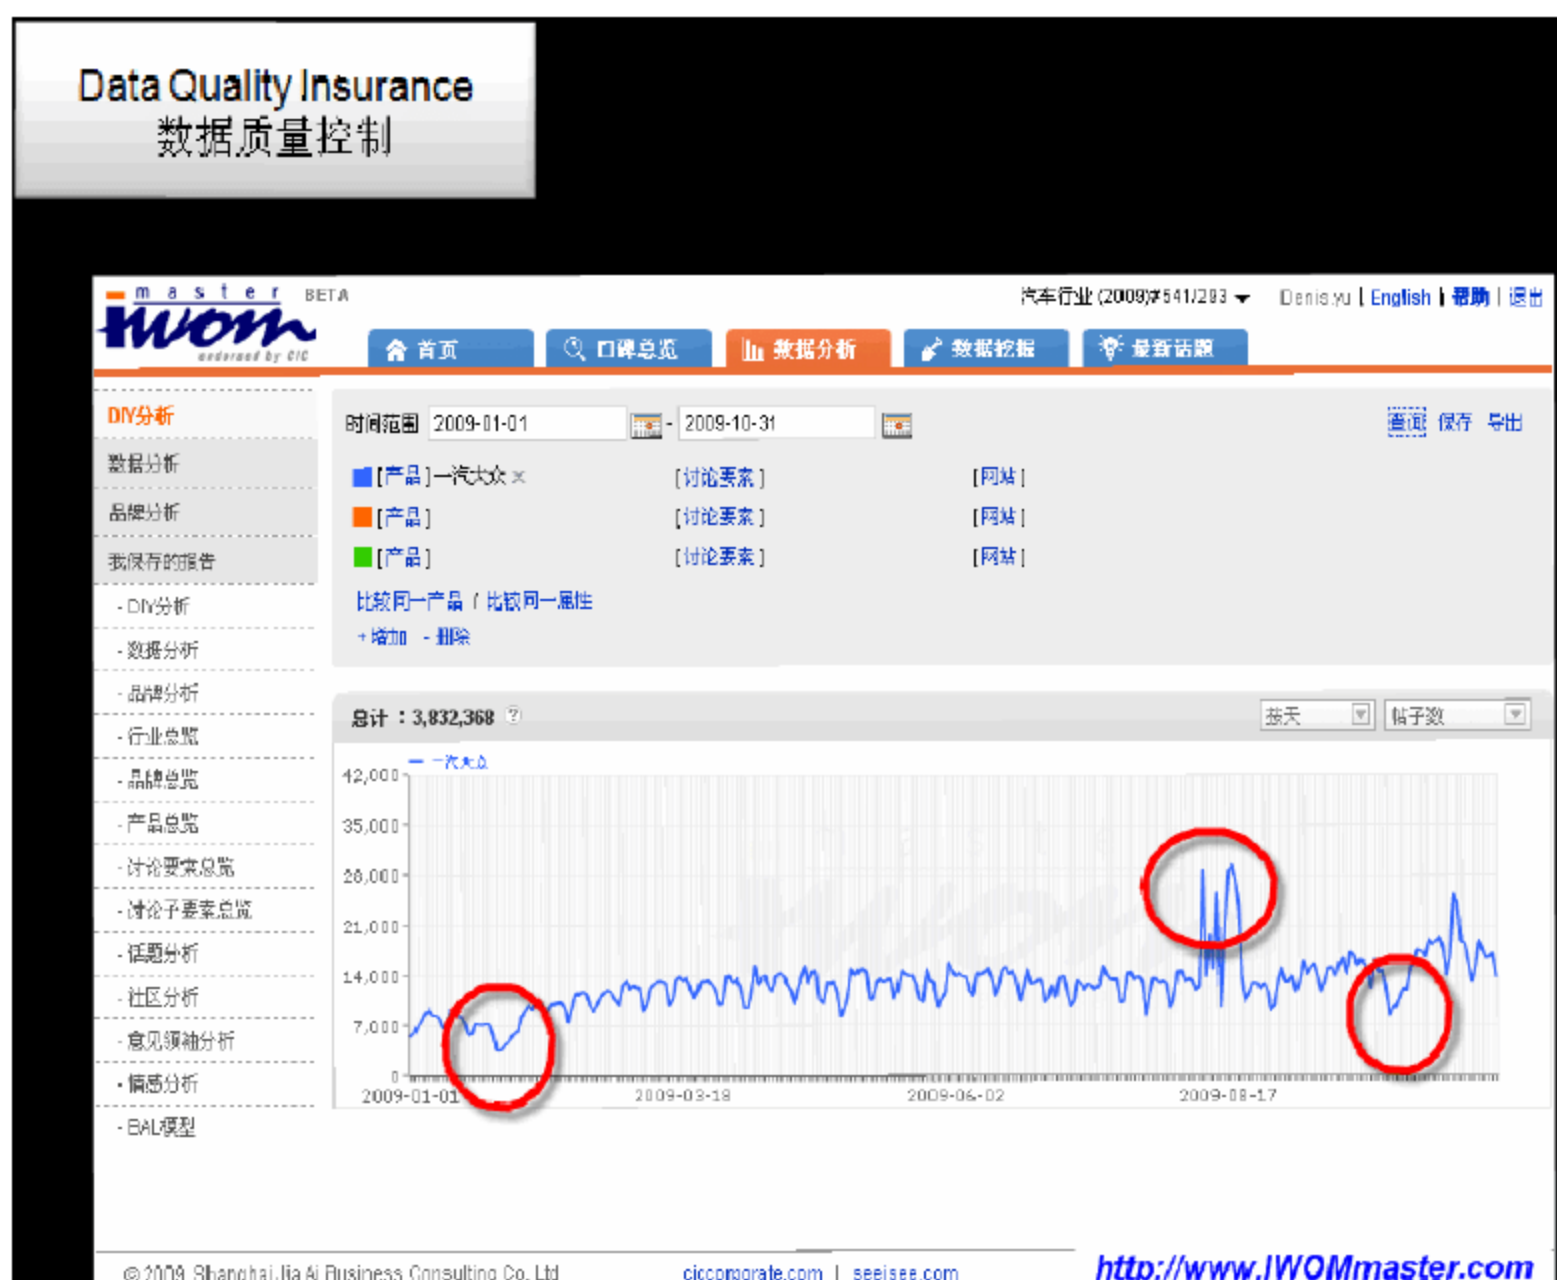 Data Quality Insurance
数据质量控制
master BETA
iwom
endorsed by CIC
汽车行业 (2009)#541/293 Denis.yu | English | 帮助 | 退出
首页 口碑总览 数据分析 数据挖掘 最新话题
DIY分析
数据分析
品牌分析
我保存的报告
- DIY分析
- 数据分析
- 品牌分析
- 行业总览
- 品牌总览
- 产品总览
- 讨论要素总览
- 讨论子要素总览
- 话题分析
- 社区分析
- 意见领袖分析
- 情感分析
- BAL模型
时间范围 2009-01-01 - 2009-10-31 查询 保存 导出
[产品]一汽大众 × [讨论要素] [网站]
[产品] [讨论要素] [网站]
[产品] [讨论要素] [网站]
比较同一产品 / 比较同一属性
+增加 - 删除
总计：3,832,368 ? 按天 帖子数
一汽大众
42,000
35,000
28,000
21,000
14,000
7,000
0
2009-01-01 2009-03-18 2009-06-02 2009-08-17
© 2009 Shanghai Jia Ai Business Consulting Co. Ltd ciccorporate.com | seeisee.com http://www.IWOMmaster.com